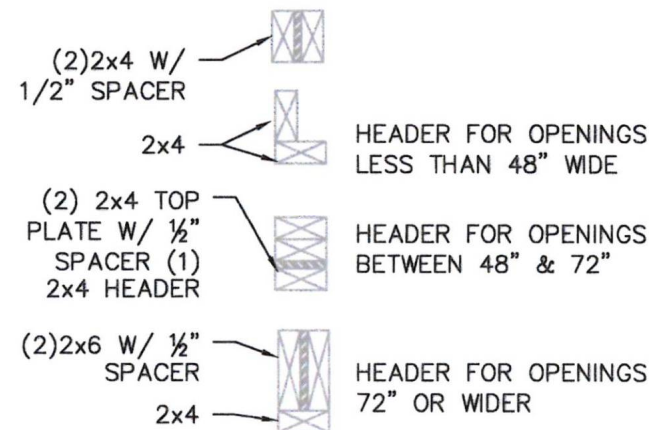 (2)2x4 W/
1/2" SPACER
2x4
HEADER FOR OPENINGS
LESS THAN 48" WIDE
(2) 2x4 TOP
PLATE W/ ½"
SPACER (1)
2x4 HEADER
HEADER FOR OPENINGS
BETWEEN 48" & 72"
(2)2x6 W/ ½"
SPACER
2x4
HEADER FOR OPENINGS
72" OR WIDER